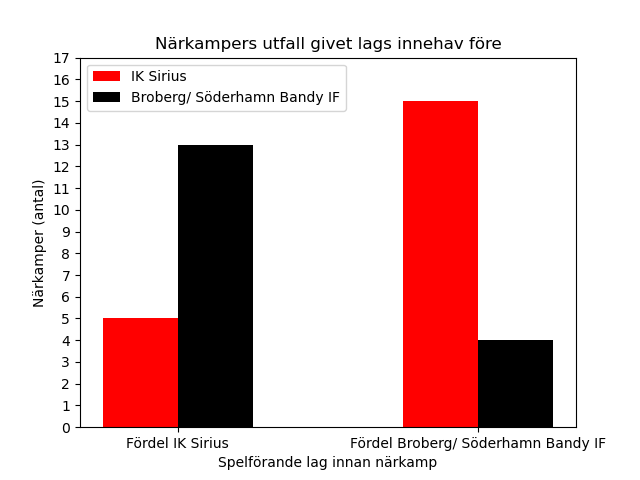 Närkampers utfall givet lags innehav före
IK Sirius
Broberg/ Söderhamn Bandy IF
Närkamper (antal)
17
16
15
14
13
12
11
10
9
8
7
6
5
4
3
2
1
0
Fördel IK Sirius
Fördel Broberg/ Söderhamn Bandy IF
Spelförande lag innan närkamp